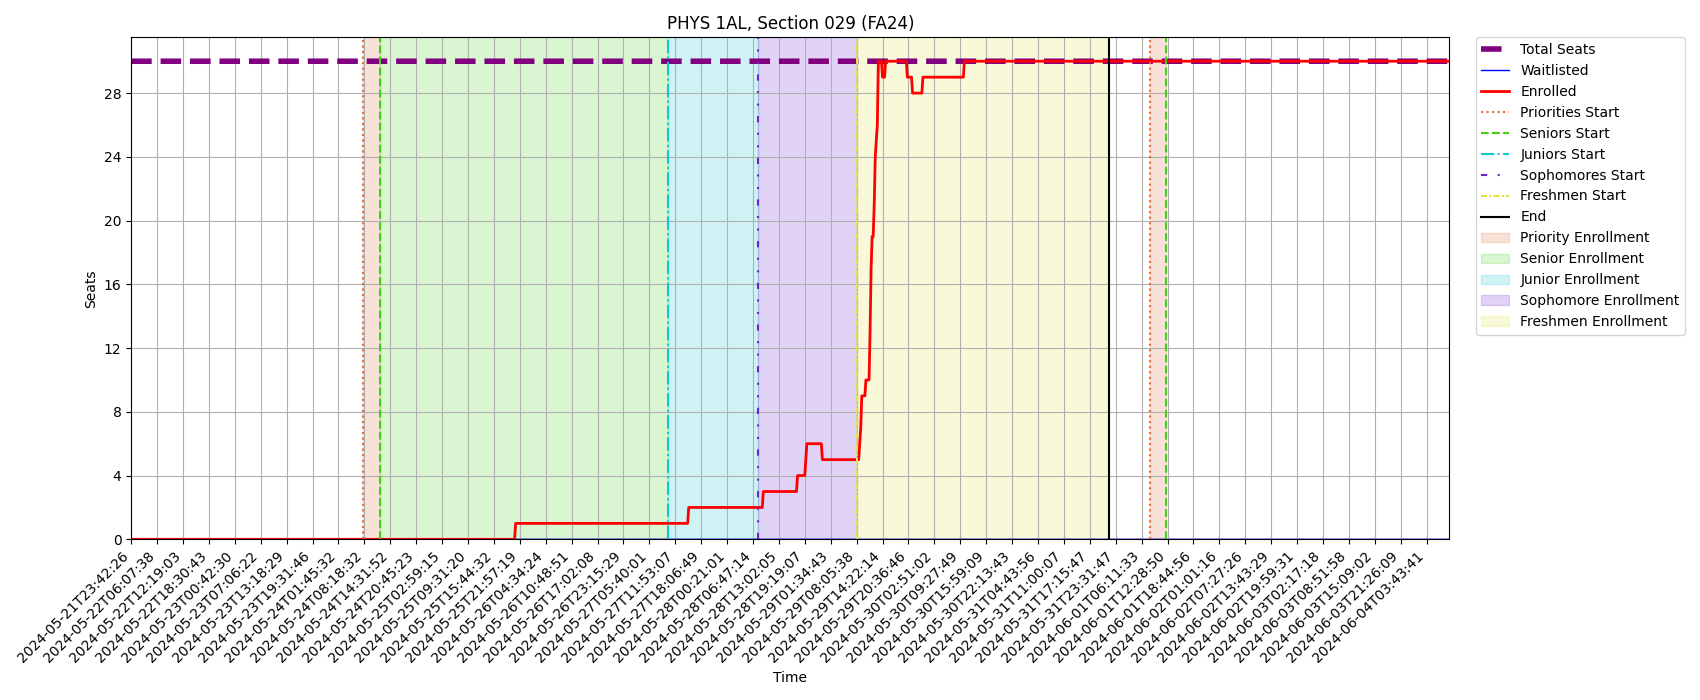 PHYS 1AL, Section 029 (FA24)
Seats
28
24
20
16
12
8
4
0
2024-05-21T23:42:26
2024-05-22T06:07:38
2024-05-22T12:19:03
2024-05-22T18:30:43
2024-05-23T00:42:30
2024-05-23T07:06:22
2024-05-23T13:18:29
2024-05-23T19:31:46
2024-05-24T01:45:32
2024-05-24T08:18:32
2024-05-24T14:31:52
2024-05-24T20:45:23
2024-05-25T02:59:15
2024-05-25T09:31:20
2024-05-25T15:44:32
2024-05-25T21:57:19
2024-05-26T04:34:24
2024-05-26T10:48:51
2024-05-26T17:02:08
2024-05-26T23:15:29
2024-05-27T05:40:01
2024-05-27T11:53:07
2024-05-27T18:06:49
2024-05-28T00:21:01
2024-05-28T06:47:14
2024-05-28T13:02:05
2024-05-28T19:19:07
2024-05-29T01:34:43
2024-05-29T08:05:38
2024-05-29T14:22:14
2024-05-29T20:36:46
2024-05-30T02:51:02
2024-05-30T09:27:49
2024-05-30T15:59:09
2024-05-30T22:13:43
2024-05-31T04:43:56
2024-05-31T11:00:07
2024-05-31T17:15:47
2024-05-31T23:31:47
2024-06-01T06:11:33
2024-06-01T12:28:50
2024-06-01T18:44:56
2024-06-02T01:01:16
2024-06-02T07:27:26
2024-06-02T13:43:29
2024-06-02T19:59:31
2024-06-03T02:17:18
2024-06-03T08:51:58
2024-06-03T15:09:02
2024-06-03T21:26:09
2024-06-04T03:43:41
Time
Total Seats
Waitlisted
Enrolled
Priorities Start
Seniors Start
Juniors Start
Sophomores Start
Freshmen Start
End
Priority Enrollment
Senior Enrollment
Junior Enrollment
Sophomore Enrollment
Freshmen Enrollment